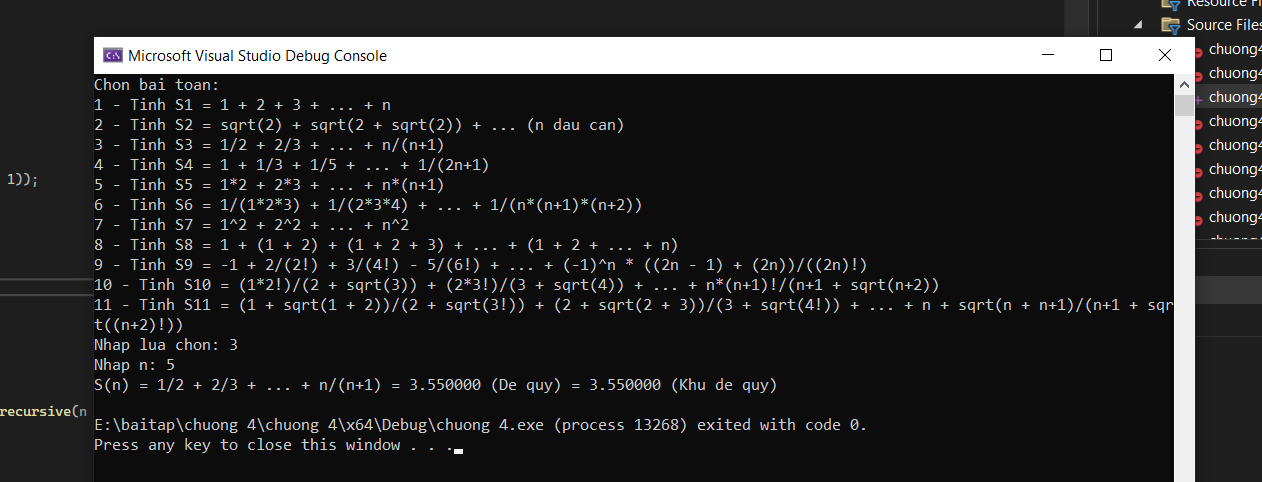 Resource Fi
Source Files
Microsoft Visual Studio Debug Console
chuong4
chuong4
chuong4
chuong4
chuong4
chuong4
chuong4
chuong4
1));
recursive(n
Chon bai toan:
1 - Tinh S1 = 1 + 2 + 3 + ... + n
2 - Tinh S2 = sqrt(2) + sqrt(2 + sqrt(2)) + ... (n dau can)
3 - Tinh S3 = 1/2 + 2/3 + ... + n/(n+1)
4 - Tinh S4 = 1 + 1/3 + 1/5 + ... + 1/(2n+1)
5 - Tinh S5 = 1*2 + 2*3 + ... + n*(n+1)
6 - Tinh S6 = 1/(1*2*3) + 1/(2*3*4) + ... + 1/(n*(n+1)*(n+2))
7 - Tinh S7 = 1^2 + 2^2 + ... + n^2
8 - Tinh S8 = 1 + (1 + 2) + (1 + 2 + 3) + ... + (1 + 2 + ... + n)
9 - Tinh S9 = -1 + 2/(2!) + 3/(4!) - 5/(6!) + ... + (-1)^n * ((2n - 1) + (2n))/((2n)!)
10 - Tinh S10 = (1*2!)/(2 + sqrt(3)) + (2*3!)/(3 + sqrt(4)) + ... + n*(n+1)!/(n+1 + sqrt(n+2))
11 - Tinh S11 = (1 + sqrt(1 + 2))/(2 + sqrt(3!)) + (2 + sqrt(2 + 3))/(3 + sqrt(4!)) + ... + n + sqrt(n + n+1)/(n+1 + sqr
t((n+2)!))
Nhap lua chon: 3
Nhap n: 5
S(n) = 1/2 + 2/3 + ... + n/(n+1) = 3.550000 (De quy) = 3.550000 (Khu de quy)
E:\baitap\chuong 4\chuong 4\x64\Debug\chuong 4.exe (process 13268) exited with code 0.
Press any key to close this window . . .